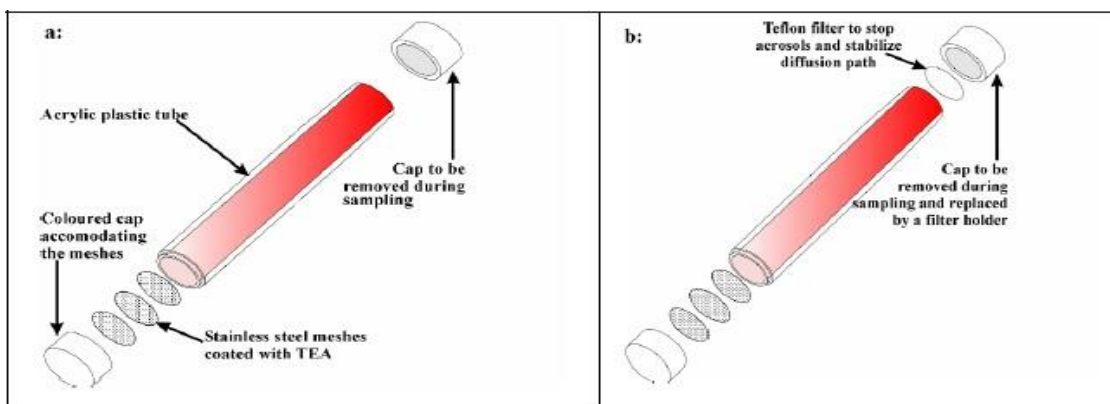 a:
Acrylic plastic tube
Cap to be
removed during
sampling
Coloured cap
accomodating
the meshes
Stainless steel meshes
coated with TEA
b:
Teflon filter to stop
aerosols and stabilize
diffusion path
Cap to be
removed during
sampling and replaced
by a filter holder